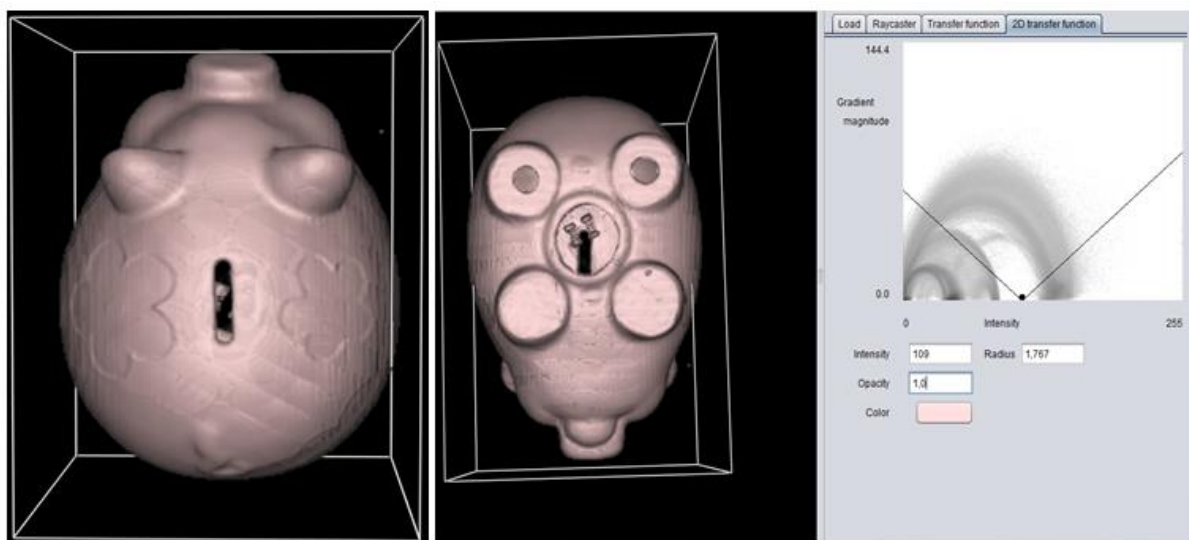 Load Raycaster Transfer function 2D transfer function
144.4
Gradient
magnitude
0.0
0 Intensity 255
Intensity 109 Radius 1,767
Opacity 1,0
Color